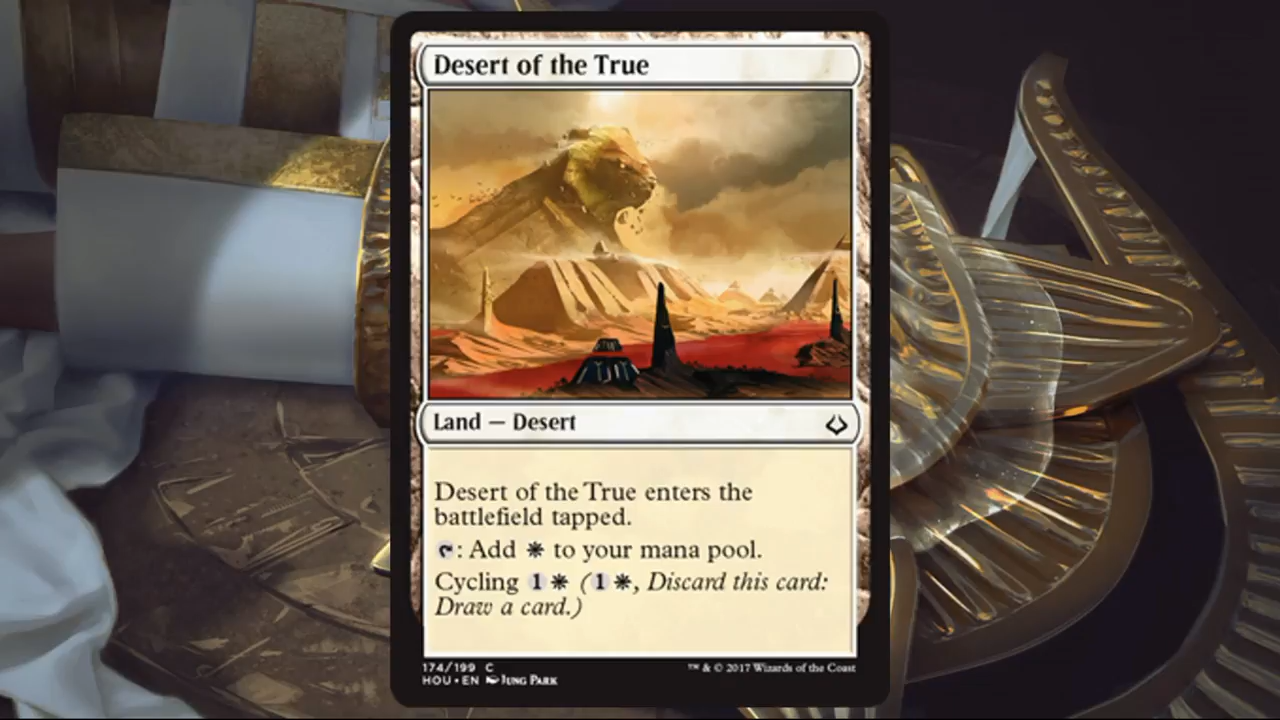 Desert of the True
Land — Desert
Desert of the True enters the
battlefield tapped.
: Add to your mana pool.
Cycling 1 (1, Discard this card:
Draw a card.)
174/199 C
HOU • EN Jung Park
™ & © 2017 Wizards of the Coast